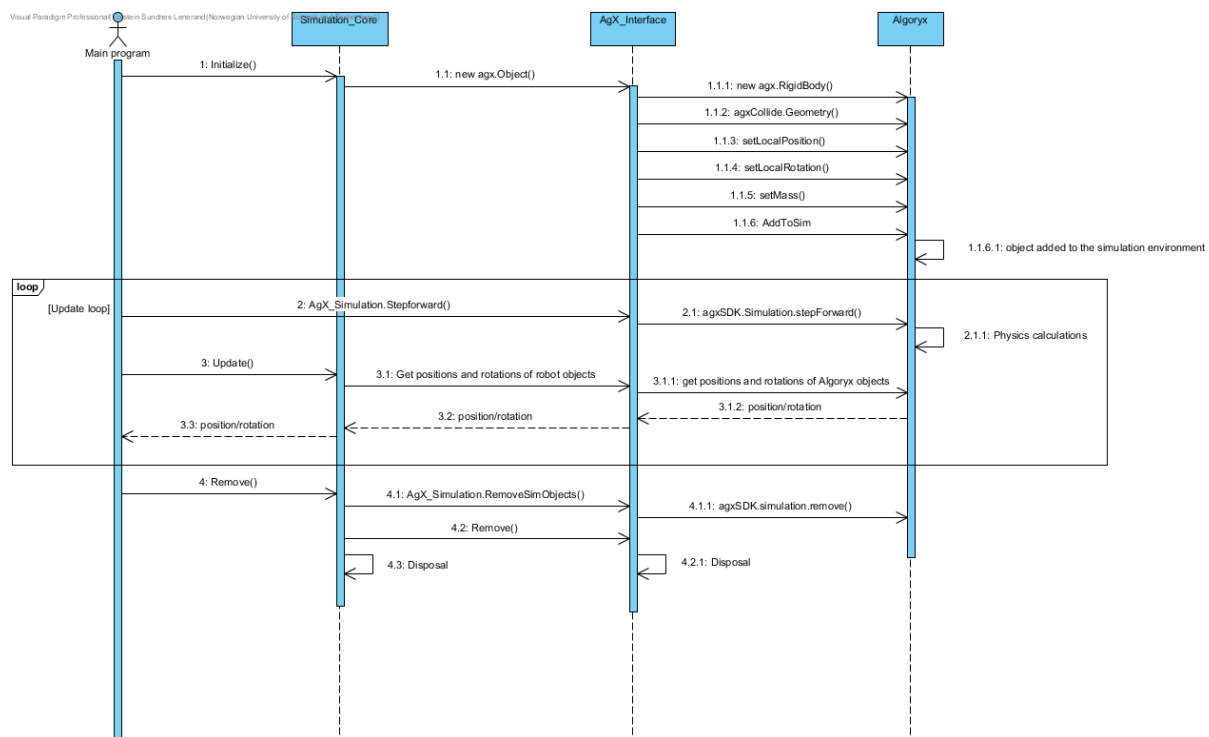 Visual Paradigm Professional
stein Sundnes Lenerand(Norwegian University of
Simulation_Core
AgX_Interface
Algoryx
Main program
1: Initialize()
1.1: new agx.Object()
1.1.1: new agx.RigidBody()
1.1.2: agxCollide.Geometry()
1.1.3: setLocalPosition()
1.1.4: setLocalRotation()
1.1.5: setMass()
1.1.6: AddToSim
1.1.6.1: object added to the simulation environment
loop
[Update loop]
2: AgX_Simulation.Stepforward()
2.1: agxSDK.Simulation.stepForward()
2.1.1: Physics calculations
3: Update()
3.1: Get positions and rotations of robot objects
3.1.1: get positions and rotations of Algoryx objects
3.1.2: position/rotation
3.2: position/rotation
3.3: position/rotation
4: Remove()
4.1: AgX_Simulation.RemoveSimObjects()
4.1.1: agxSDK.simulation.remove()
4.2: Remove()
4.3: Disposal
4.2.1: Disposal